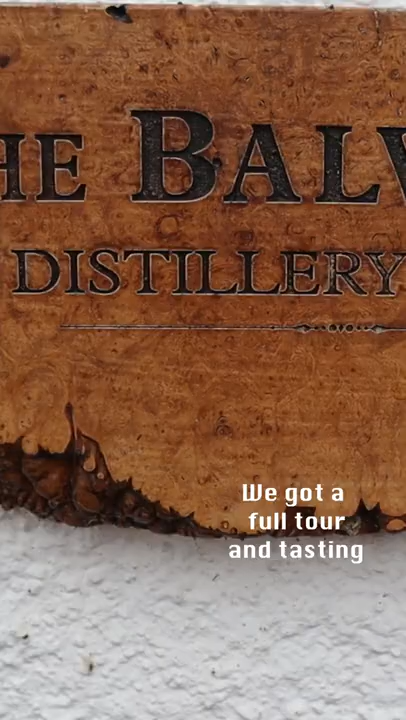 HE BALV
DISTILLERY
We got a
full tour
and tasting